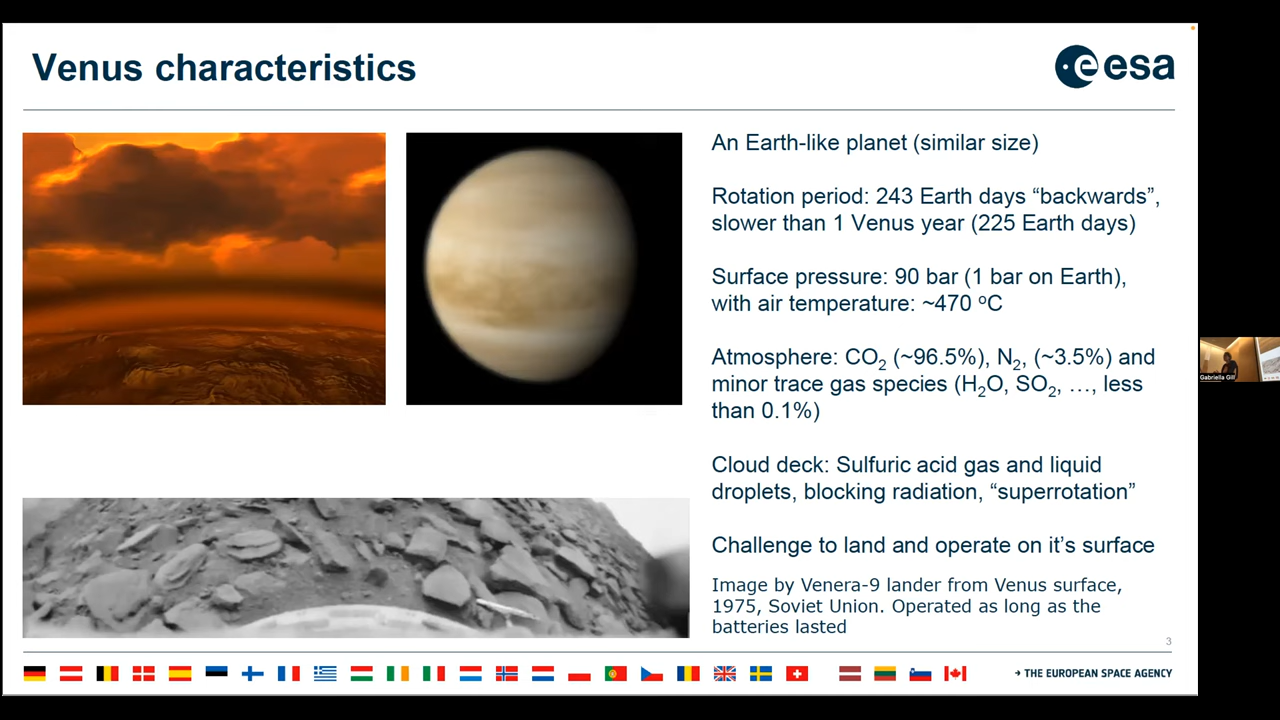 Venus characteristics
esa
An Earth-like planet (similar size)
Rotation period: 243 Earth days “backwards”,
slower than 1 Venus year (225 Earth days)
Surface pressure: 90 bar (1 bar on Earth),
with air temperature: ~470 ºC
Atmosphere: CO₂ (~96.5%), N₂, (~3.5%) and
minor trace gas species (H₂O, SO₂, …, less
than 0.1%)
Cloud deck: Sulfuric acid gas and liquid
droplets, blocking radiation, “superrotation”
Challenge to land and operate on it’s surface
Image by Venera-9 lander from Venus surface,
1975, Soviet Union. Operated as long as the
batteries lasted
3
→ THE EUROPEAN SPACE AGENCY
Gabriella Gill